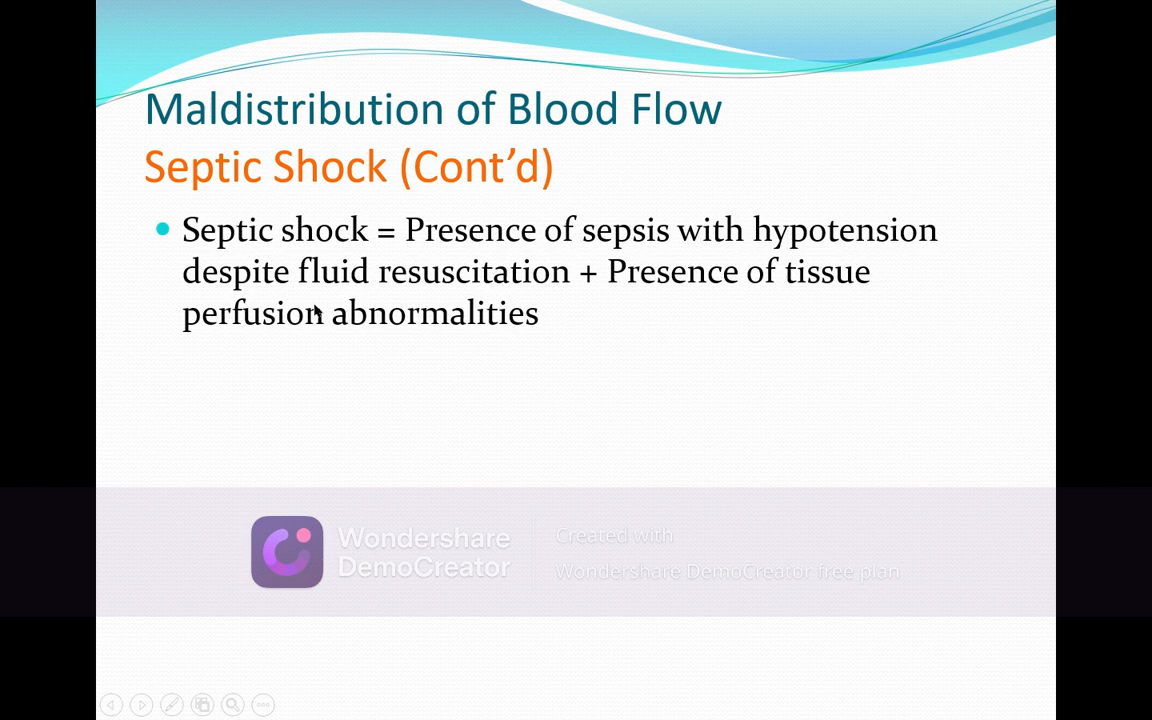 Maldistribution of Blood Flow
Septic Shock (Cont’d)
Septic shock = Presence of sepsis with hypotension
despite fluid resuscitation + Presence of tissue
perfusion abnormalities
Wondershare
DemoCreator
Created with
Wondershare DemoCreator free plan